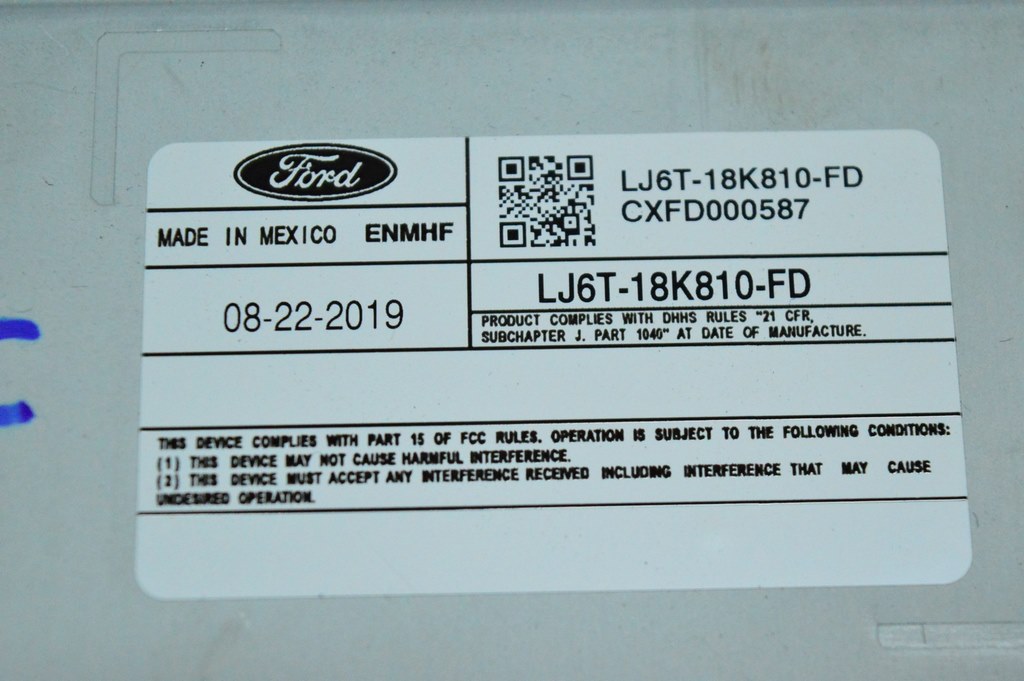 Ford
MADE IN MEXICO ENMHF
08-22-2019
LJ6T-18K810-FD
CXFD000587
LJ6T-18K810-FD
PRODUCT COMPLIES WITH DHHS RULES "21 CFR,
SUBCHAPTER J. PART 1040" AT DATE OF MANUFACTURE.
THIS DEVICE COMPLIES WITH PART 15 OF FCC RULES. OPERATION IS SUBJECT TO THE FOLLOWING CONDITIONS:
(1) THIS DEVICE MAY NOT CAUSE HARMFUL INTERFERENCE.
(2) THIS DEVICE MUST ACCEPT ANY INTERFERENCE RECEIVED INCLUDING INTERFERENCE THAT MAY CAUSE
UNDESIRED OPERATION.